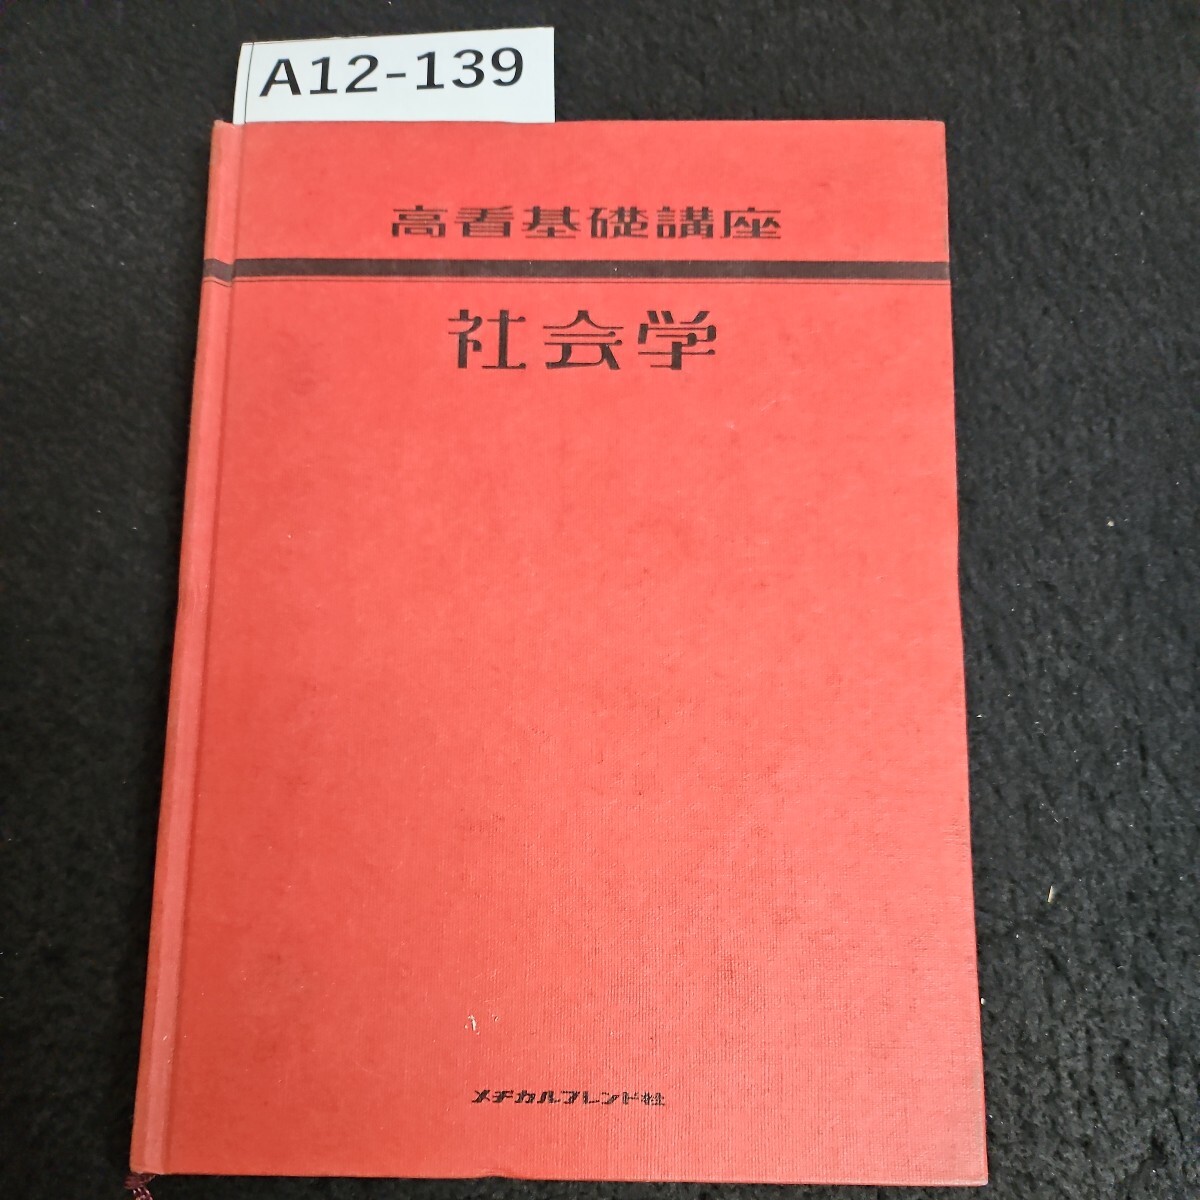 A12-139
高看基礎講座
社会学
メヂカルフレンド社